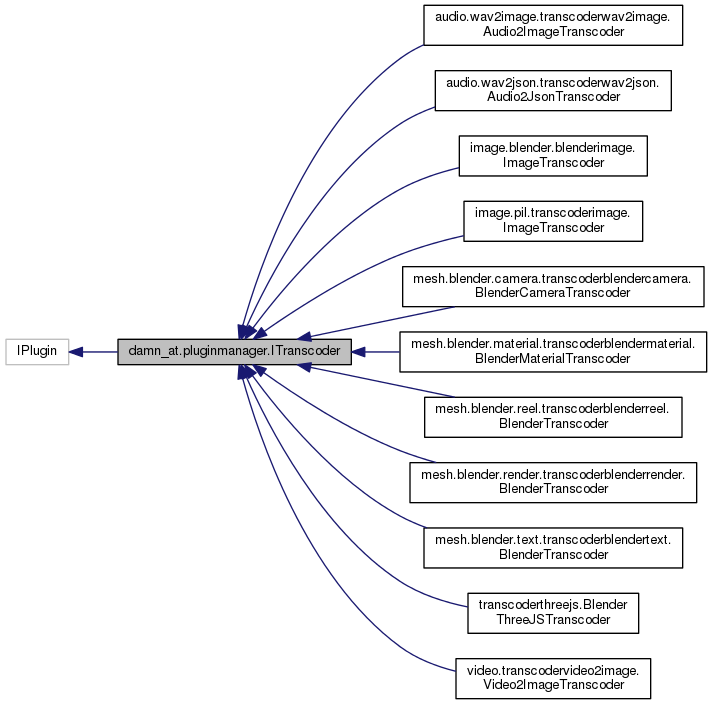 audio.wav2image.transcoderwav2image.
Audio2ImageTranscoder
audio.wav2json.transcoderwav2json.
Audio2JsonTranscoder
image.blender.blenderimage.
ImageTranscoder
image.pil.transcoderimage.
ImageTranscoder
mesh.blender.camera.transcoderblendercamera.
BlenderCameraTranscoder
IPlugin
damn_at.pluginmanager.ITranscoder
mesh.blender.material.transcoderblendermaterial.
BlenderMaterialTranscoder
mesh.blender.reel.transcoderblenderreel.
BlenderTranscoder
mesh.blender.render.transcoderblenderrender.
BlenderTranscoder
mesh.blender.text.transcoderblendertext.
BlenderTranscoder
transcoderthreejs.Blender
ThreeJSTranscoder
video.transcodervideo2image.
Video2ImageTranscoder